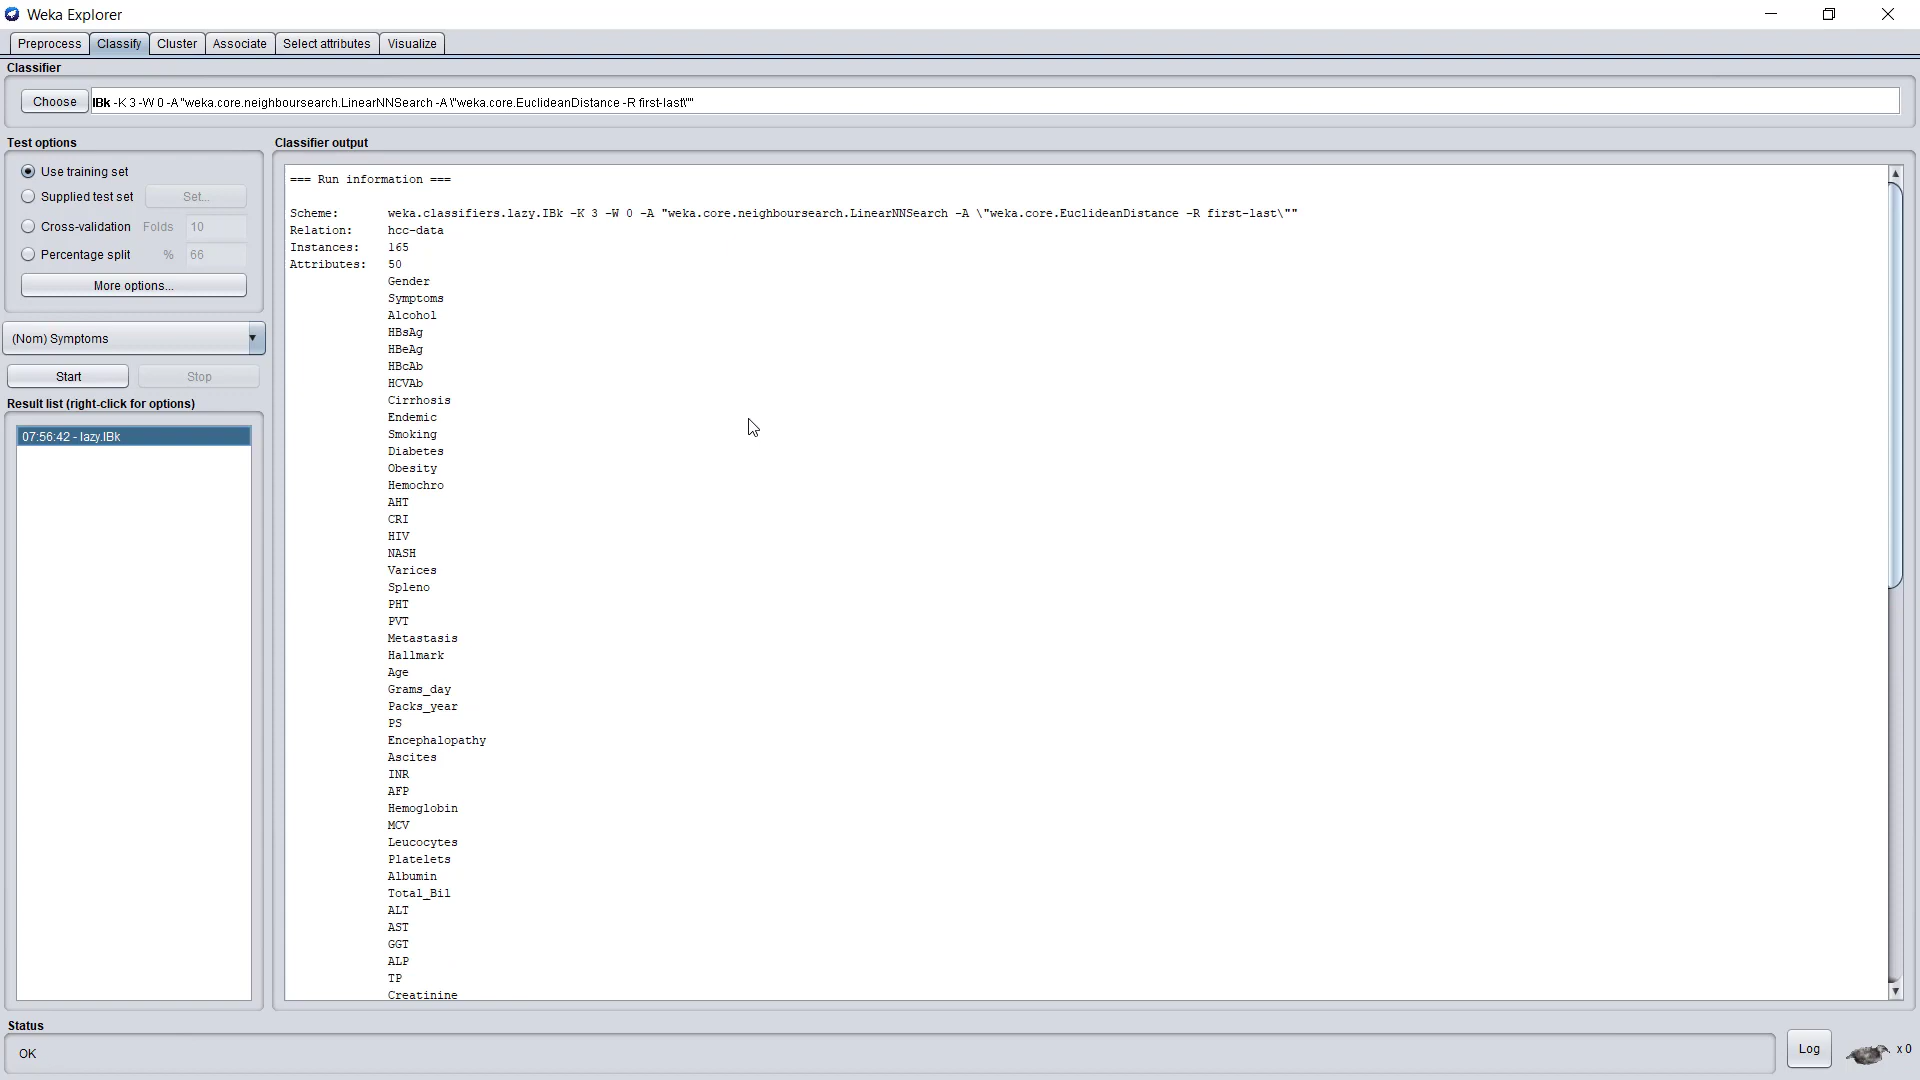 Weka Explorer
Preprocess Classify Cluster Associate Select attributes Visualize
Classifier
Choose IBk -K 3 -W 0 -A "weka.core.neighboursearch.LinearNNSearch -A \"weka.core.EuclideanDistance -R first-last\""
Test options
Use training set
Supplied test set Set...
Cross-validation Folds 10
Percentage split % 66
More options...
(Nom) Symptoms
Start Stop
Result list (right-click for options)
07:56:42 - lazy.IBk
Classifier output
=== Run information ===
Scheme: weka.classifiers.lazy.IBk -K 3 -W 0 -A "weka.core.neighboursearch.LinearNNSearch -A \"weka.core.EuclideanDistance -R first-last\""
Relation: hcc-data
Instances: 165
Attributes: 50
Gender
Symptoms
Alcohol
HBsAg
HBeAg
HBcAb
HCVAb
Cirrhosis
Endemic
Smoking
Diabetes
Obesity
Hemochro
AHT
CRI
HIV
NASH
Varices
Spleno
PHT
PVT
Metastasis
Hallmark
Age
Grams_day
Packs_year
PS
Encephalopathy
Ascites
INR
AFP
Hemoglobin
MCV
Leucocytes
Platelets
Albumin
Total_Bil
ALT
AST
GGT
ALP
TP
Creatinine
Status
OK
Log x 0